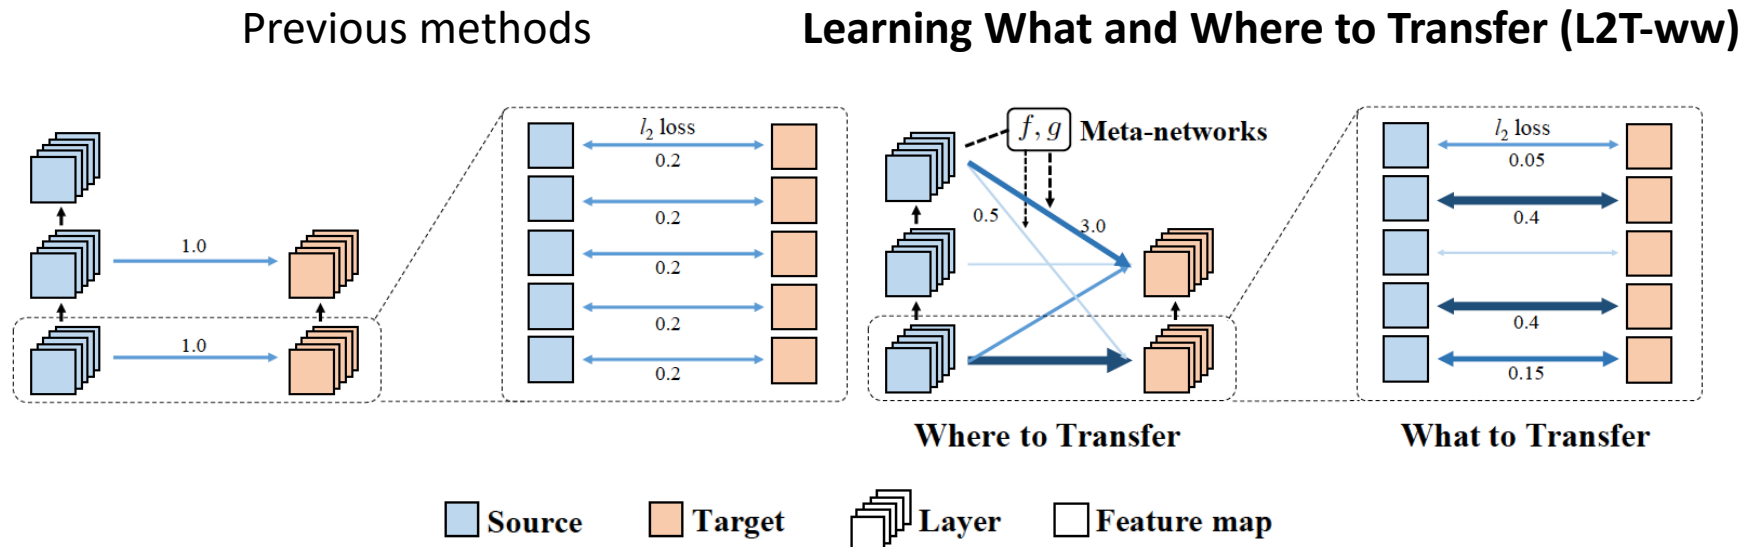 Previous methods
Learning What and Where to Transfer (L2T-ww)
1.0
1.0
l₂ loss
0.2
0.2
0.2
0.2
0.2
f, g Meta-networks
0.5
3.0
Where to Transfer
l₂ loss
0.05
0.4
0.4
0.15
What to Transfer
Source
Target
Layer
Feature map